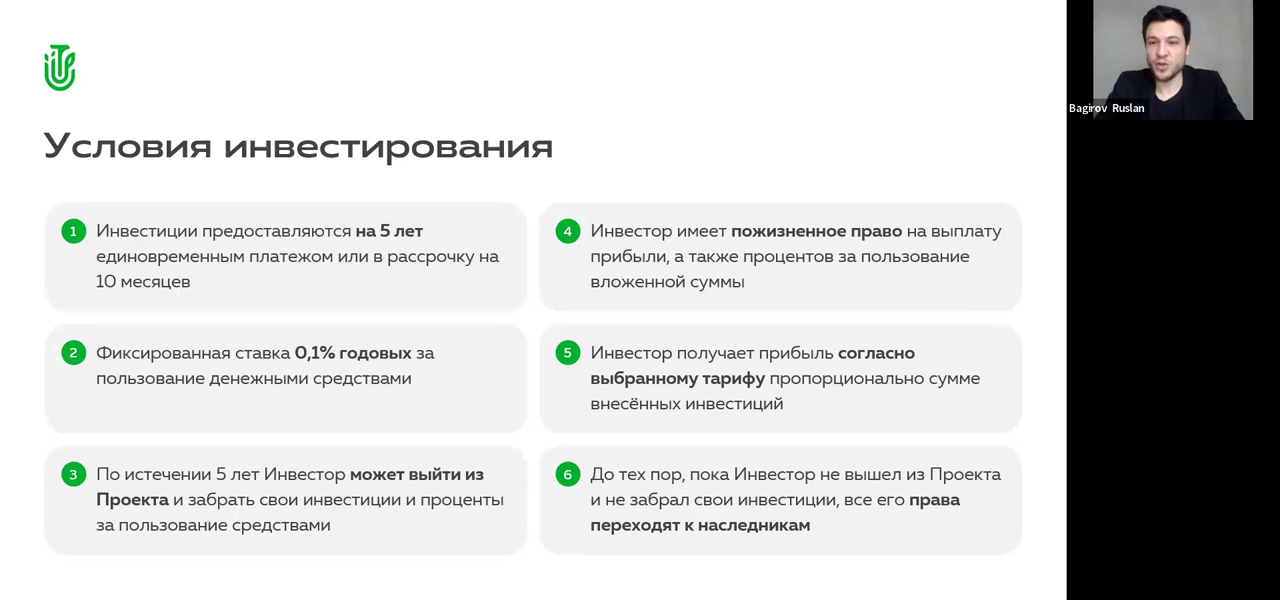 Условия инвестирования
1
Инвестиции предоставляются на 5 лет
единовременным платежом или в рассрочку на
10 месяцев
2
Фиксированная ставка 0,1% годовых за
пользование денежными средствами
3
По истечении 5 лет Инвестор может выйти из
Проекта и забрать свои инвестиции и проценты
за пользование средствами
4
Инвестор имеет пожизненное право на выплату
прибыли, а также процентов за пользование
вложенной суммы
5
Инвестор получает прибыль согласно
выбранному тарифу пропорционально сумме
внесённых инвестиций
6
До тех пор, пока Инвестор не вышел из Проекта
и не забрал свои инвестиции, все его права
переходят к наследникам
Bagirov Ruslan